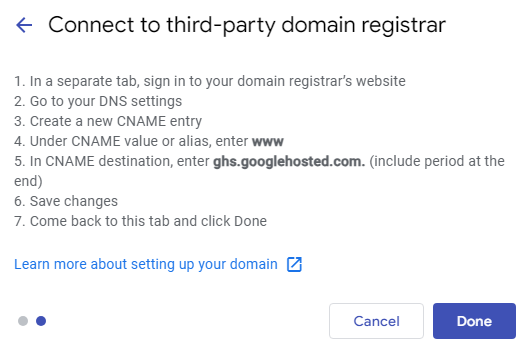 Connect to third-party domain registrar
1. In a separate tab, sign in to your domain registrar's website
2. Go to your DNS settings
3. Create a new CNAME entry
4. Under CNAME value or alias, enter www
5. In CNAME destination, enter ghs.googlehosted.com. (include period at the
end)
6. Save changes
7. Come back to this tab and click Done
Learn more about setting up your domain
Cancel
Done